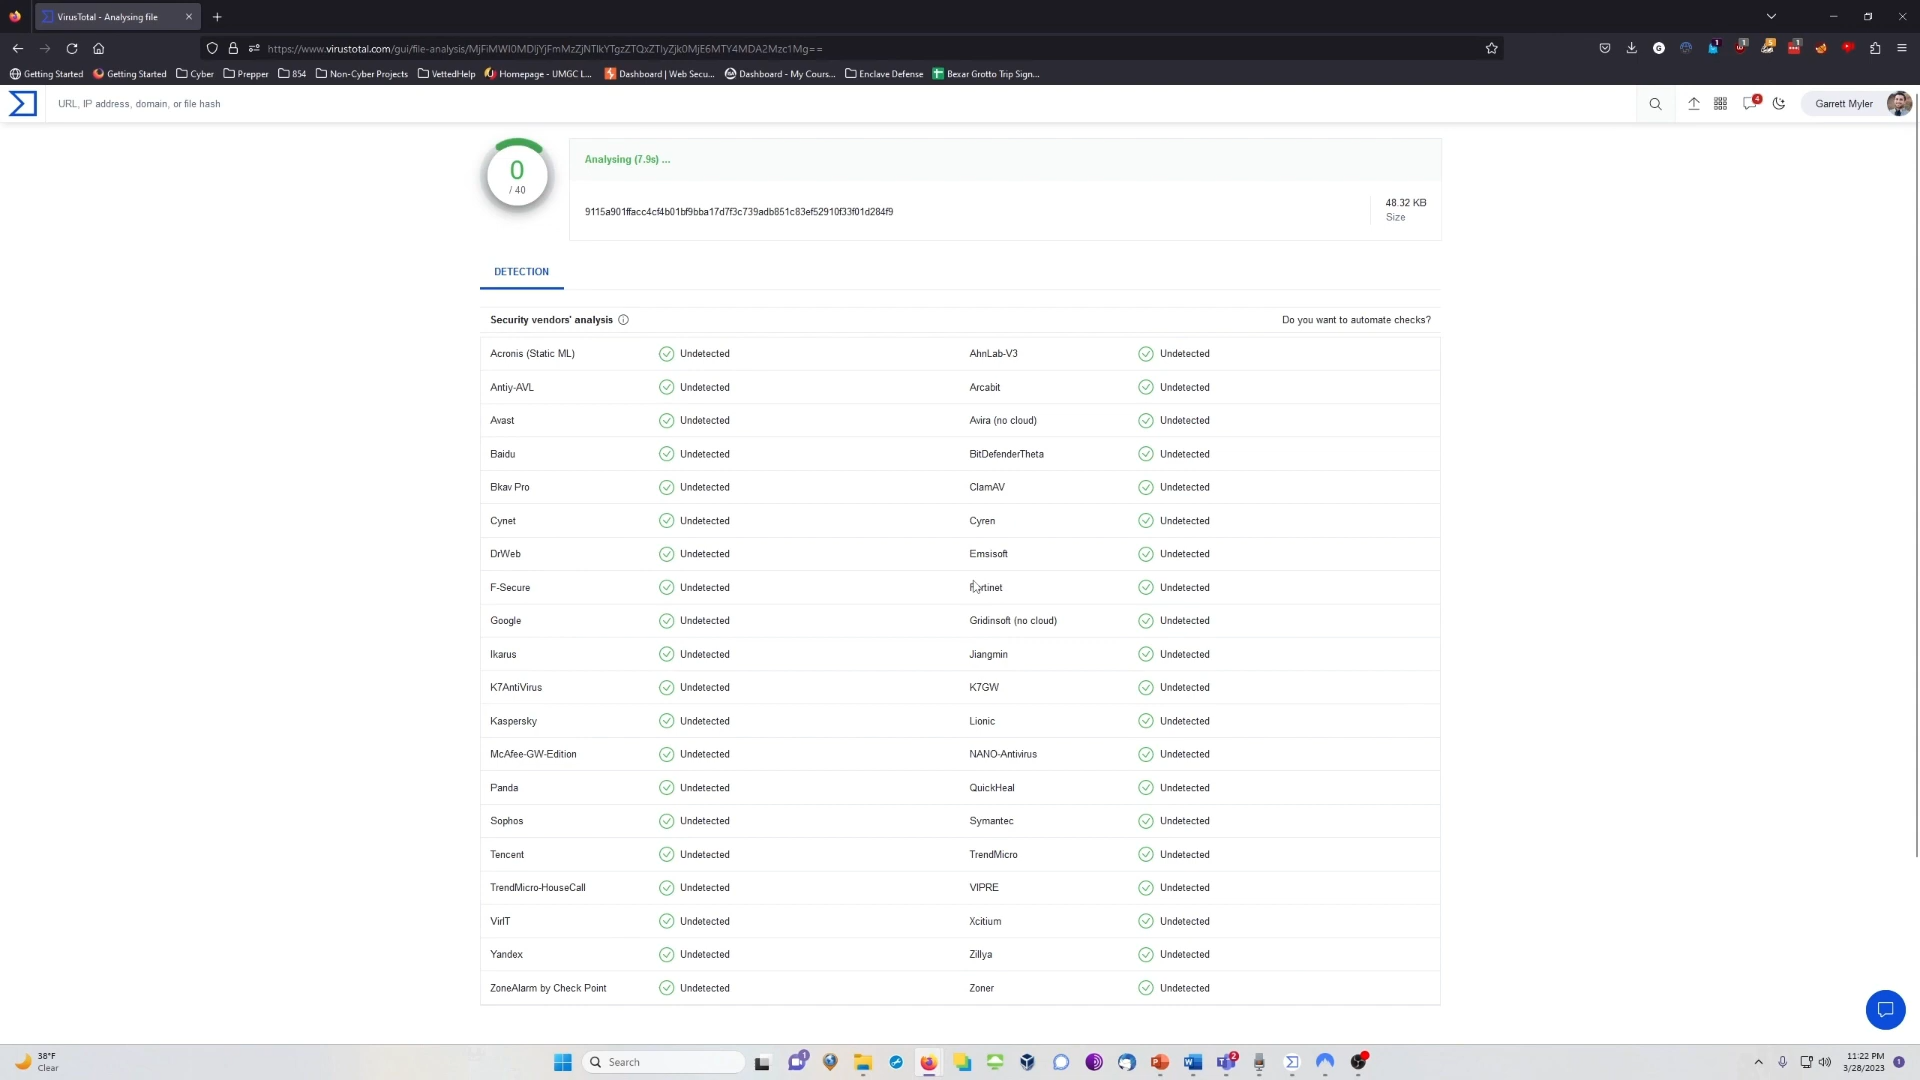 VirusTotal - Analysing file
https://www.virustotal.com/gui/file-analysis/MjFiMWI0MDljYjFmMzZjNTlkYTgzZTQxZTIyZjk0MjE6MTY4MDA2Mzc1Mg==
Getting Started
Getting Started
Cyber
Prepper
854
Non-Cyber Projects
VettedHelp
Homepage - UMGC L...
Dashboard | Web Secu...
Dashboard - My Cours...
Enclave Defense
Bexar Grotto Trip Sign...
URL, IP address, domain, or file hash
4
Garrett Myler
0
/ 40
Analysing (7.9s) ...
9115a901ffacc4cf4b01bf9bba17d7f3c739adb851c83ef52910f33f01d284f9
48.32 KB
Size
DETECTION
Security vendors' analysis
Do you want to automate checks?
Acronis (Static ML) Undetected AhnLab-V3 Undetected
Antiy-AVL Undetected Arcabit Undetected
Avast Undetected Avira (no cloud) Undetected
Baidu Undetected BitDefenderTheta Undetected
Bkav Pro Undetected ClamAV Undetected
Cynet Undetected Cyren Undetected
DrWeb Undetected Emsisoft Undetected
F-Secure Undetected Fortinet Undetected
Google Undetected Gridinsoft (no cloud) Undetected
Ikarus Undetected Jiangmin Undetected
K7AntiVirus Undetected K7GW Undetected
Kaspersky Undetected Lionic Undetected
McAfee-GW-Edition Undetected NANO-Antivirus Undetected
Panda Undetected QuickHeal Undetected
Sophos Undetected Symantec Undetected
Tencent Undetected TrendMicro Undetected
TrendMicro-HouseCall Undetected VIPRE Undetected
VirIT Undetected Xcitium Undetected
Yandex Undetected Zillya Undetected
ZoneAlarm by Check Point Undetected Zoner Undetected
38°F
Clear
Search
11:22 PM
3/28/2023